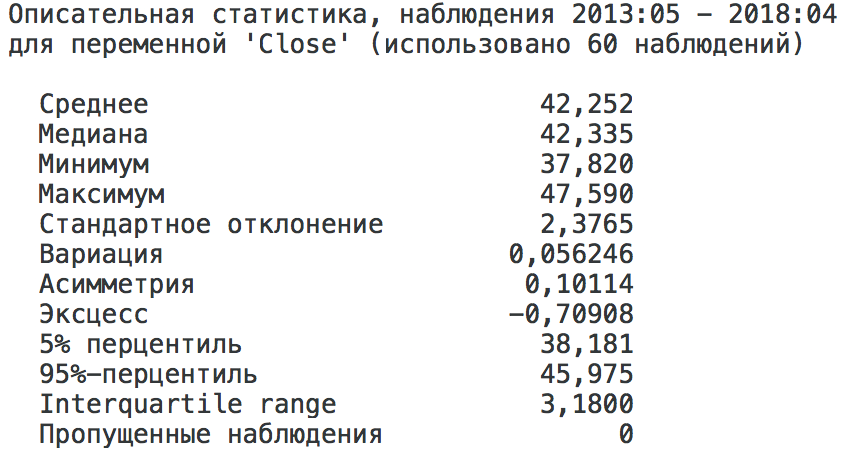 Описательная статистика, наблюдения 2013:05 - 2018:04
для переменной 'Close' (использовано 60 наблюдений)
Среднее 42,252
Медиана 42,335
Минимум 37,820
Максимум 47,590
Стандартное отклонение 2,3765
Вариация 0,056246
Асимметрия 0,10114
Эксцесс -0,70908
5% перцентиль 38,181
95%-перцентиль 45,975
Interquartile range 3,1800
Пропущенные наблюдения 0